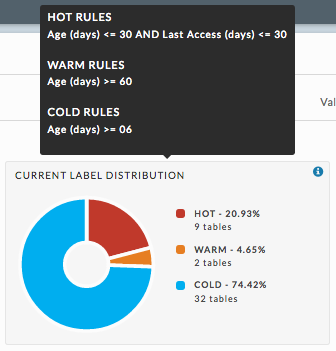 HOT RULES
Age (days) <= 30 AND Last Access (days) <= 30
WARM RULES
Age (days) >= 60
COLD RULES
Age (days) >= 06
Val
CURRENT LABEL DISTRIBUTION
HOT - 20.93%
9 tables
WARM - 4.65%
2 tables
COLD - 74.42%
32 tables